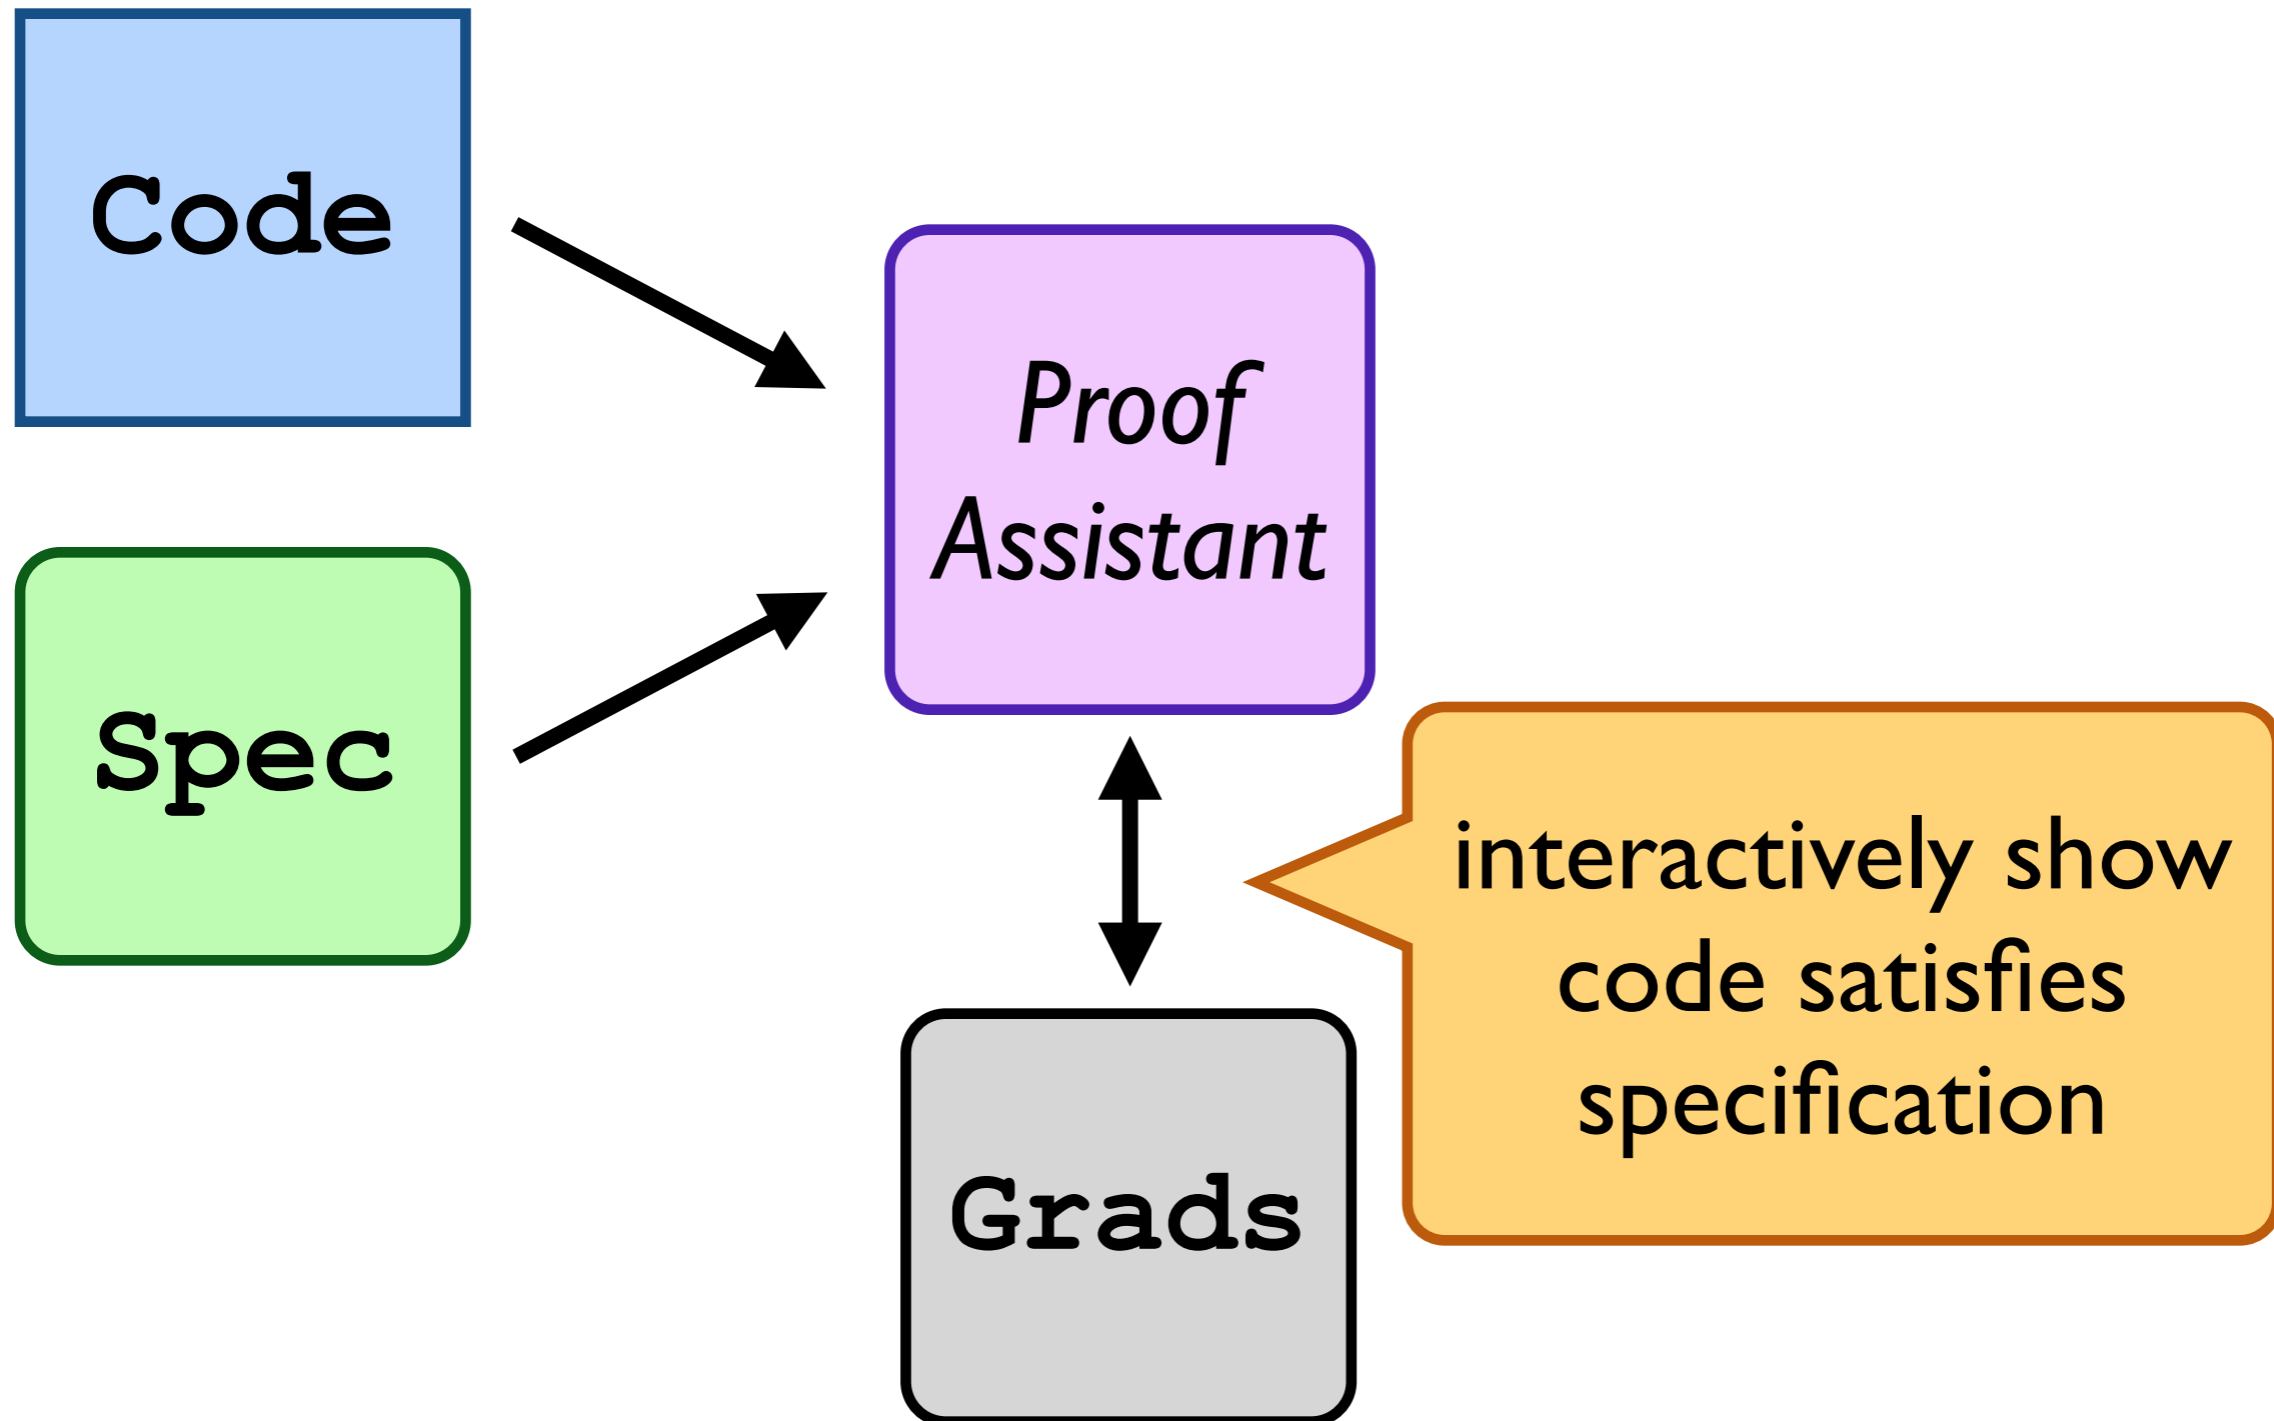 Code
Spec
Proof
Assistant
Grads
interactively show
code satisfies
specification